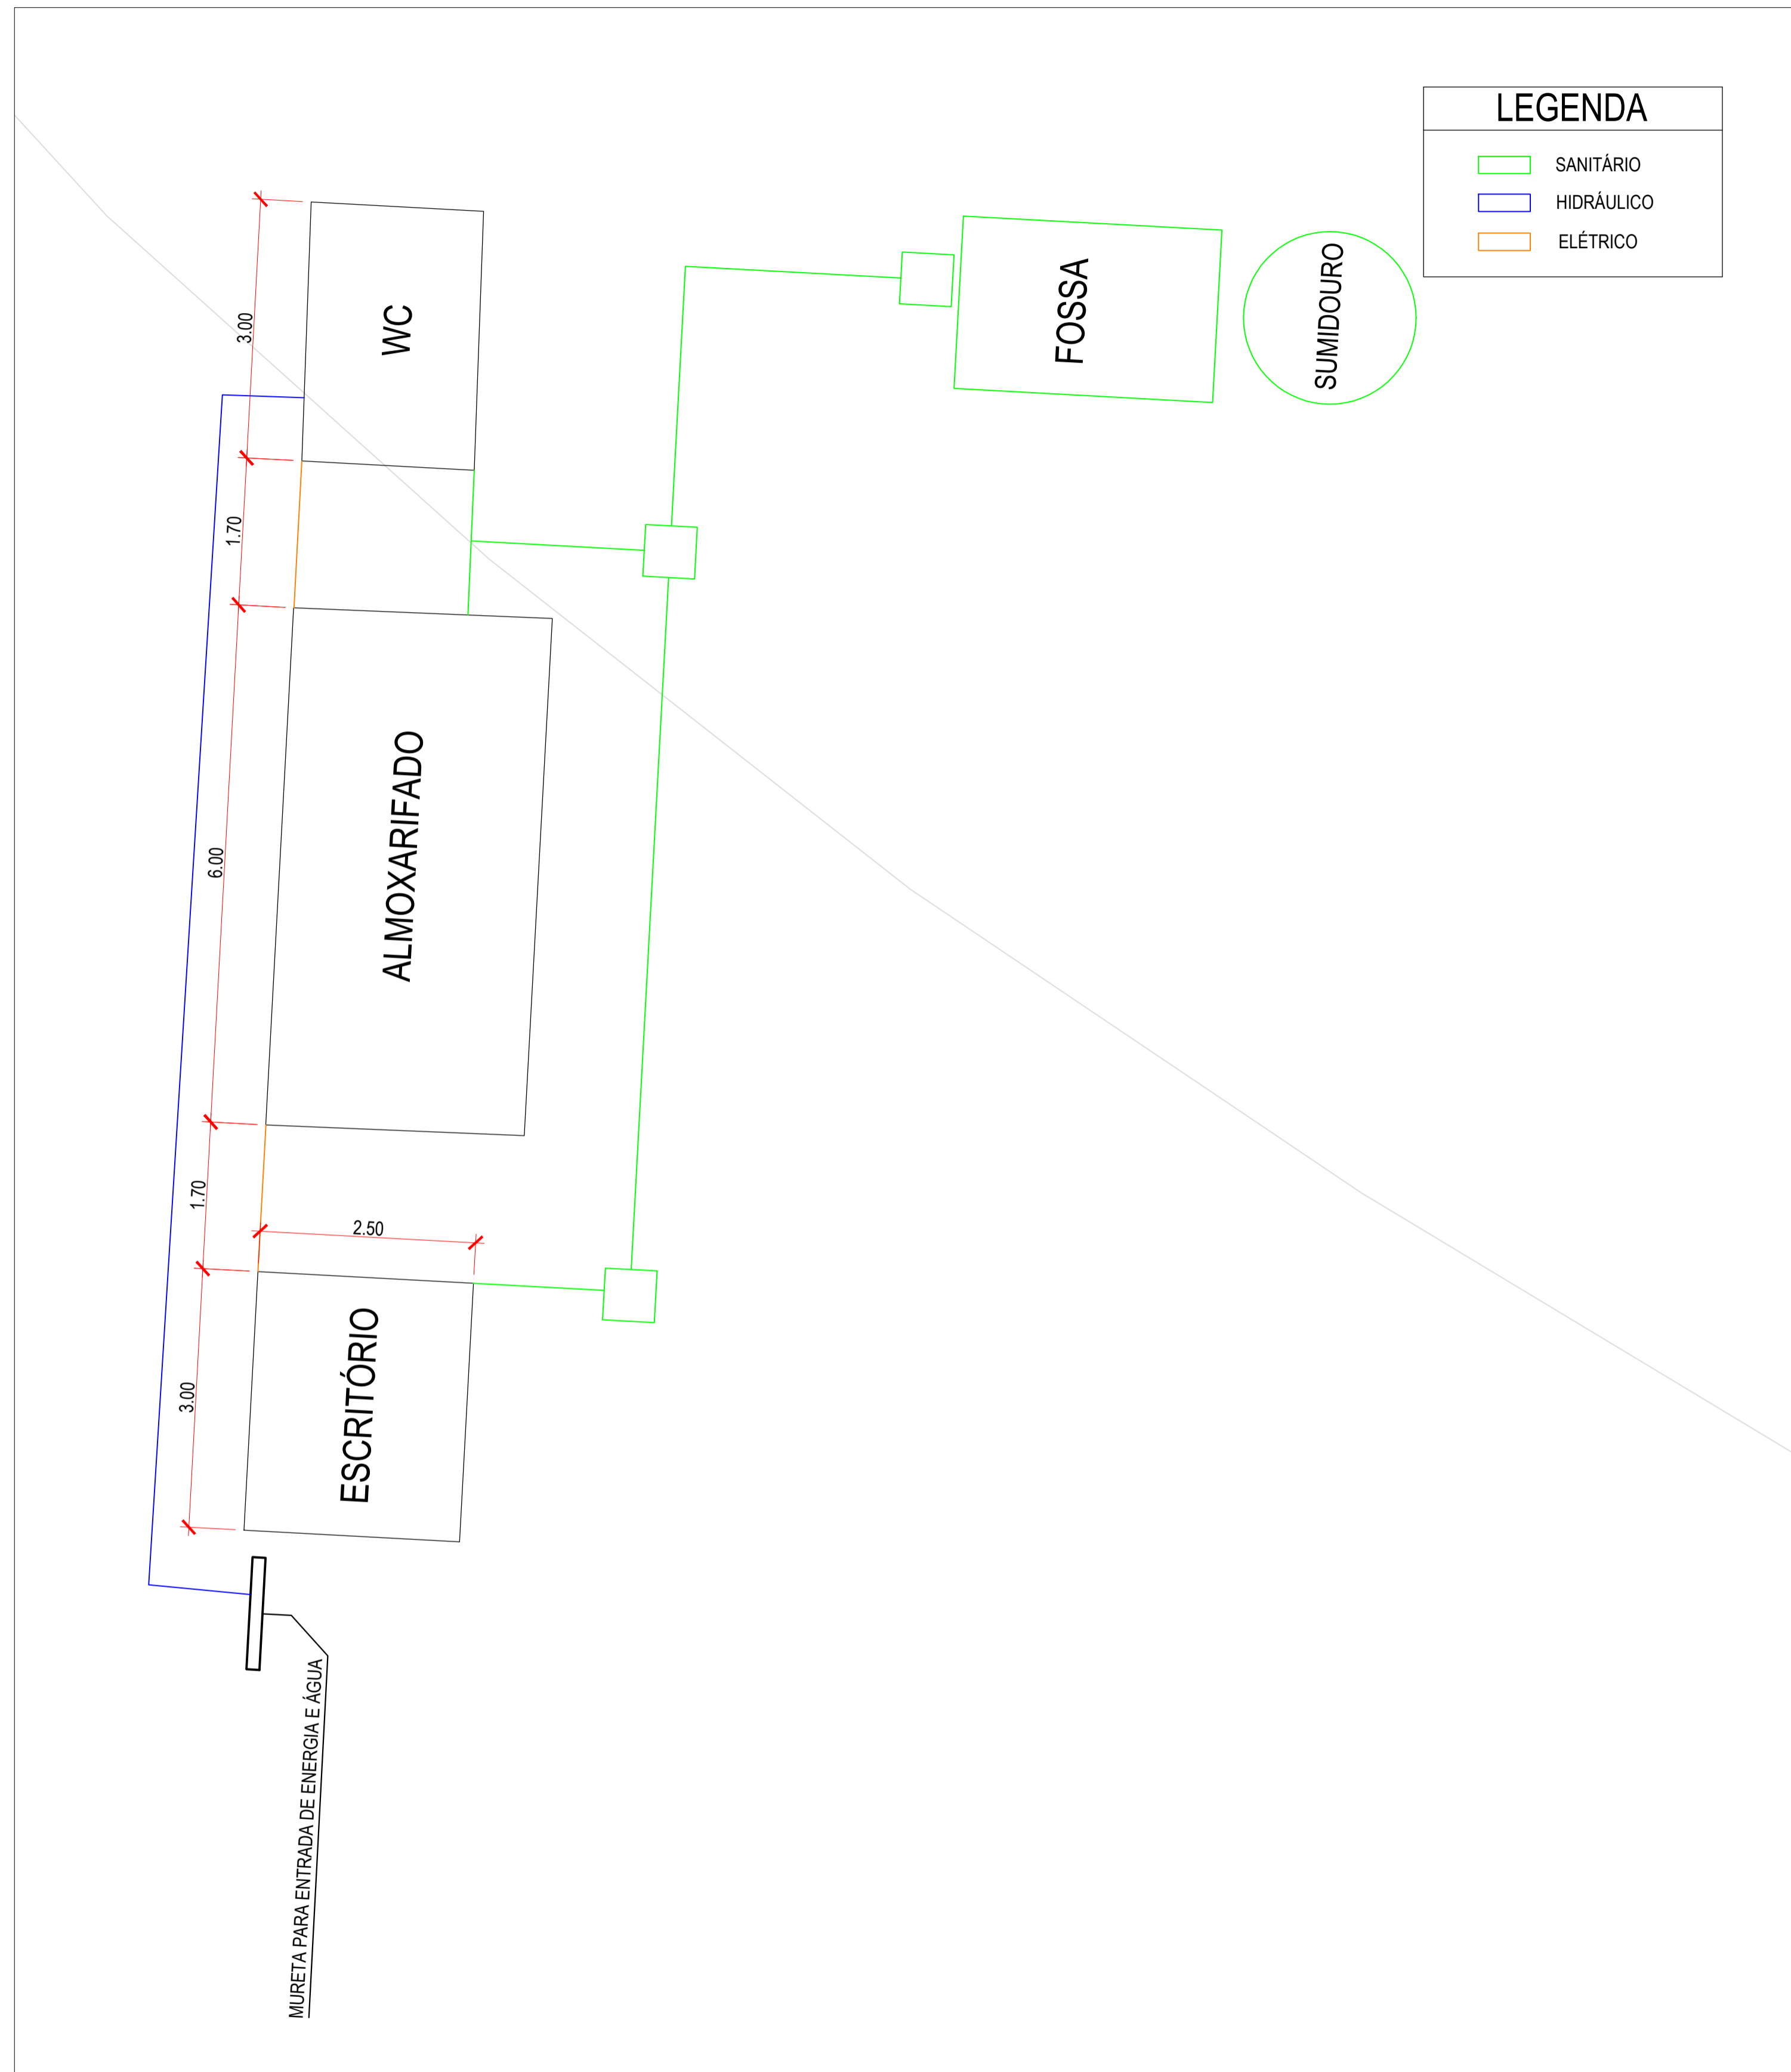 LEGENDA
SANITÁRIO
HIDRÁULICO
ELÉTRICO
WC
FOSSA
SUMIDOURO
3.00
1.70
ALMOXARIFADO
6.00
1.70
2.50
ESCRITÓRIO
3.00
MURETA PARA ENTRADA DE ENERGIA E ÁGUA